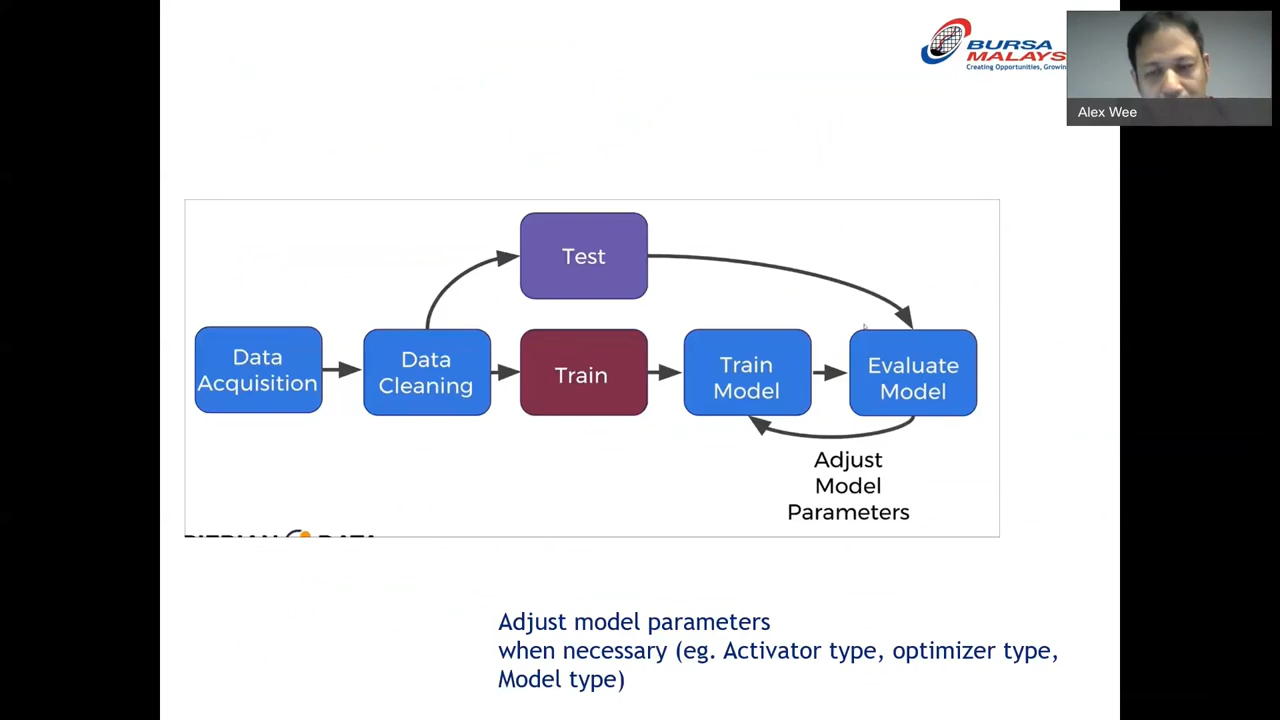 BURSA
MALAYS
Creating Opportunities, Growin
Alex Wee
Test
Data
Acquisition
Data
Cleaning
Train
Train
Model
Evaluate
Model
Adjust
Model
Parameters
Adjust model parameters
when necessary (eg. Activator type, optimizer type,
Model type)